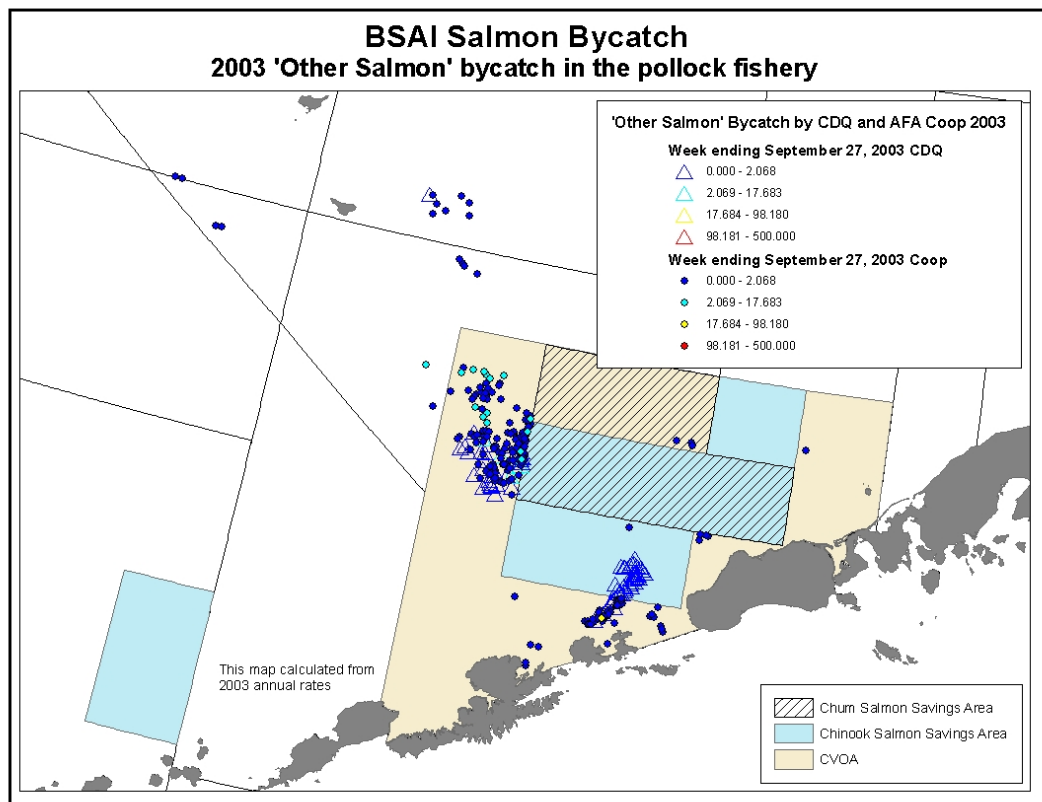 BSAI Salmon Bycatch
2003 'Other Salmon' bycatch in the pollock fishery
'Other Salmon' Bycatch by CDQ and AFA Coop 2003
Week ending September 27, 2003 CDQ
0.000 - 2.068
2.069 - 17.683
17.684 - 98.180
98.181 - 500.000
Week ending September 27, 2003 Coop
0.000 - 2.068
2.069 - 17.683
17.684 - 98.180
98.181 - 500.000
This map calculated from
2003 annual rates
Chum Salmon Savings Area
Chinook Salmon Savings Area
CVOA